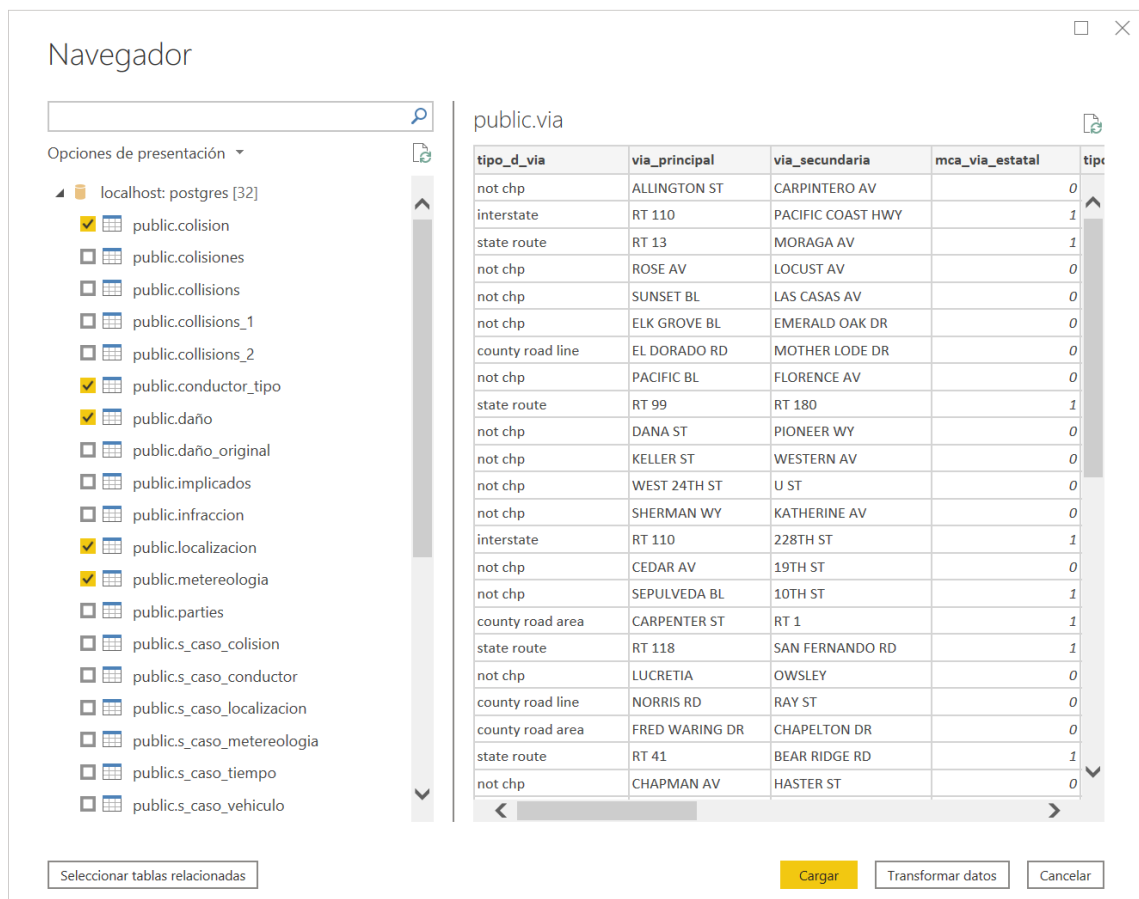 Navegador
Opciones de presentación
localhost: postgres [32]
public.colision
public.colisiones
public.collisions
public.collisions_1
public.collisions_2
public.conductor_tipo
public.daño
public.daño_original
public.implicados
public.infraccion
public.localizacion
public.metereologia
public.parties
public.s_caso_colision
public.s_caso_conductor
public.s_caso_localizacion
public.s_caso_metereologia
public.s_caso_tiempo
public.s_caso_vehiculo
public.via
tipo_d_via via_principal via_secundaria mca_via_estatal tipo
not chp ALLINGTON ST CARPINTERO AV 0
interstate RT 110 PACIFIC COAST HWY 1
state route RT 13 MORAGA AV 1
not chp ROSE AV LOCUST AV 0
not chp SUNSET BL LAS CASAS AV 0
not chp ELK GROVE BL EMERALD OAK DR 0
county road line EL DORADO RD MOTHER LODE DR 0
not chp PACIFIC BL FLORENCE AV 0
state route RT 99 RT 180 1
not chp DANA ST PIONEER WY 0
not chp KELLER ST WESTERN AV 0
not chp WEST 24TH ST U ST 0
not chp SHERMAN WY KATHERINE AV 0
interstate RT 110 228TH ST 1
not chp CEDAR AV 19TH ST 0
not chp SEPULVEDA BL 10TH ST 1
county road area CARPENTER ST RT 1 1
state route RT 118 SAN FERNANDO RD 1
not chp LUCRETIA OWSLEY 0
county road line NORRIS RD RAY ST 0
county road area FRED WARING DR CHAPELTON DR 0
state route RT 41 BEAR RIDGE RD 1
not chp CHAPMAN AV HASTER ST 0
Seleccionar tablas relacionadas
Cargar
Transformar datos
Cancelar